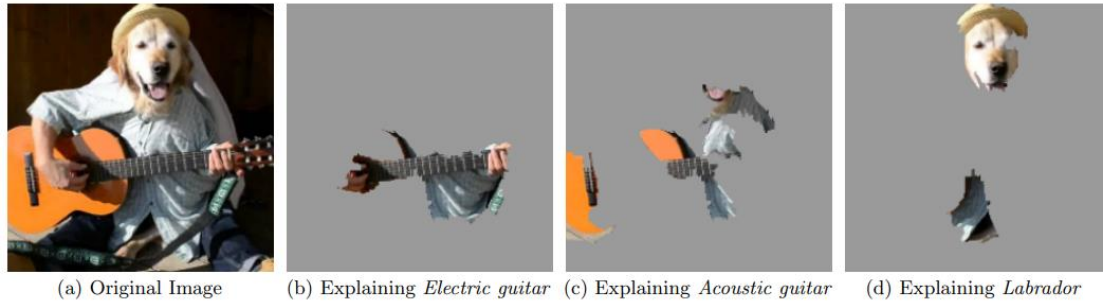 (a) Original Image
(b) Explaining Electric guitar
(c) Explaining Acoustic guitar
(d) Explaining Labrador